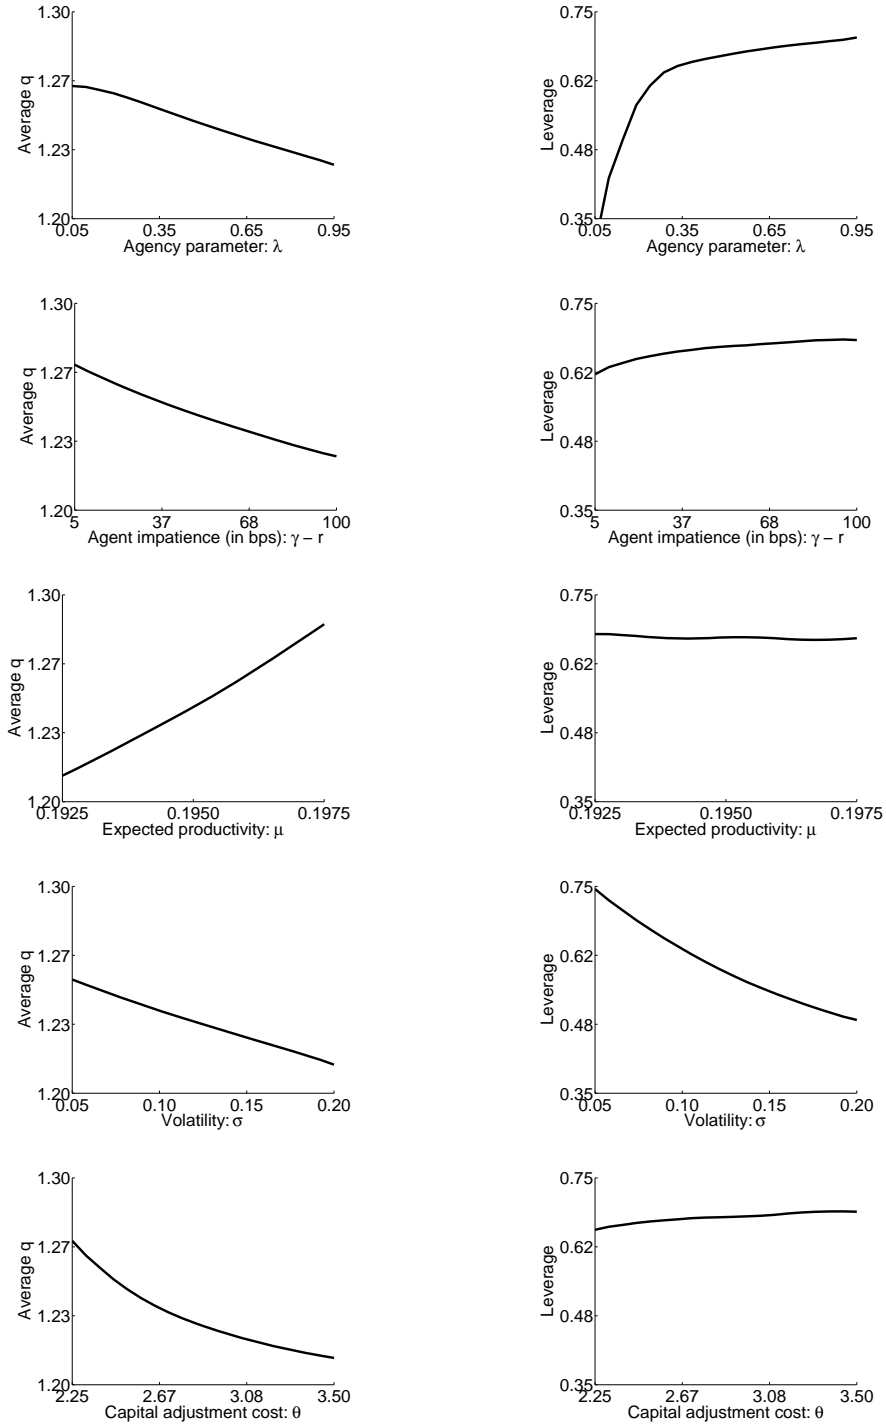 1.30
1.27
1.23
1.20
Average q
0.05 0.35 0.65 0.95
Agency parameter: λ
0.75
0.62
0.48
0.35
Leverage
0.05 0.35 0.65 0.95
Agency parameter: λ
1.30
1.27
1.23
1.20
Average q
5 37 68 100
Agent impatience (in bps): γ − r
0.75
0.62
0.48
0.35
Leverage
5 37 68 100
Agent impatience (in bps): γ − r
1.30
1.27
1.23
1.20
Average q
0.1925 0.1950 0.1975
Expected productivity: μ
0.75
0.62
0.48
0.35
Leverage
0.1925 0.1950 0.1975
Expected productivity: μ
1.30
1.27
1.23
1.20
Average q
0.05 0.10 0.15 0.20
Volatility: σ
0.75
0.62
0.48
0.35
Leverage
0.05 0.10 0.15 0.20
Volatility: σ
1.30
1.27
1.23
1.20
Average q
2.25 2.67 3.08 3.50
Capital adjustment cost: θ
0.75
0.62
0.48
0.35
Leverage
2.25 2.67 3.08 3.50
Capital adjustment cost: θ